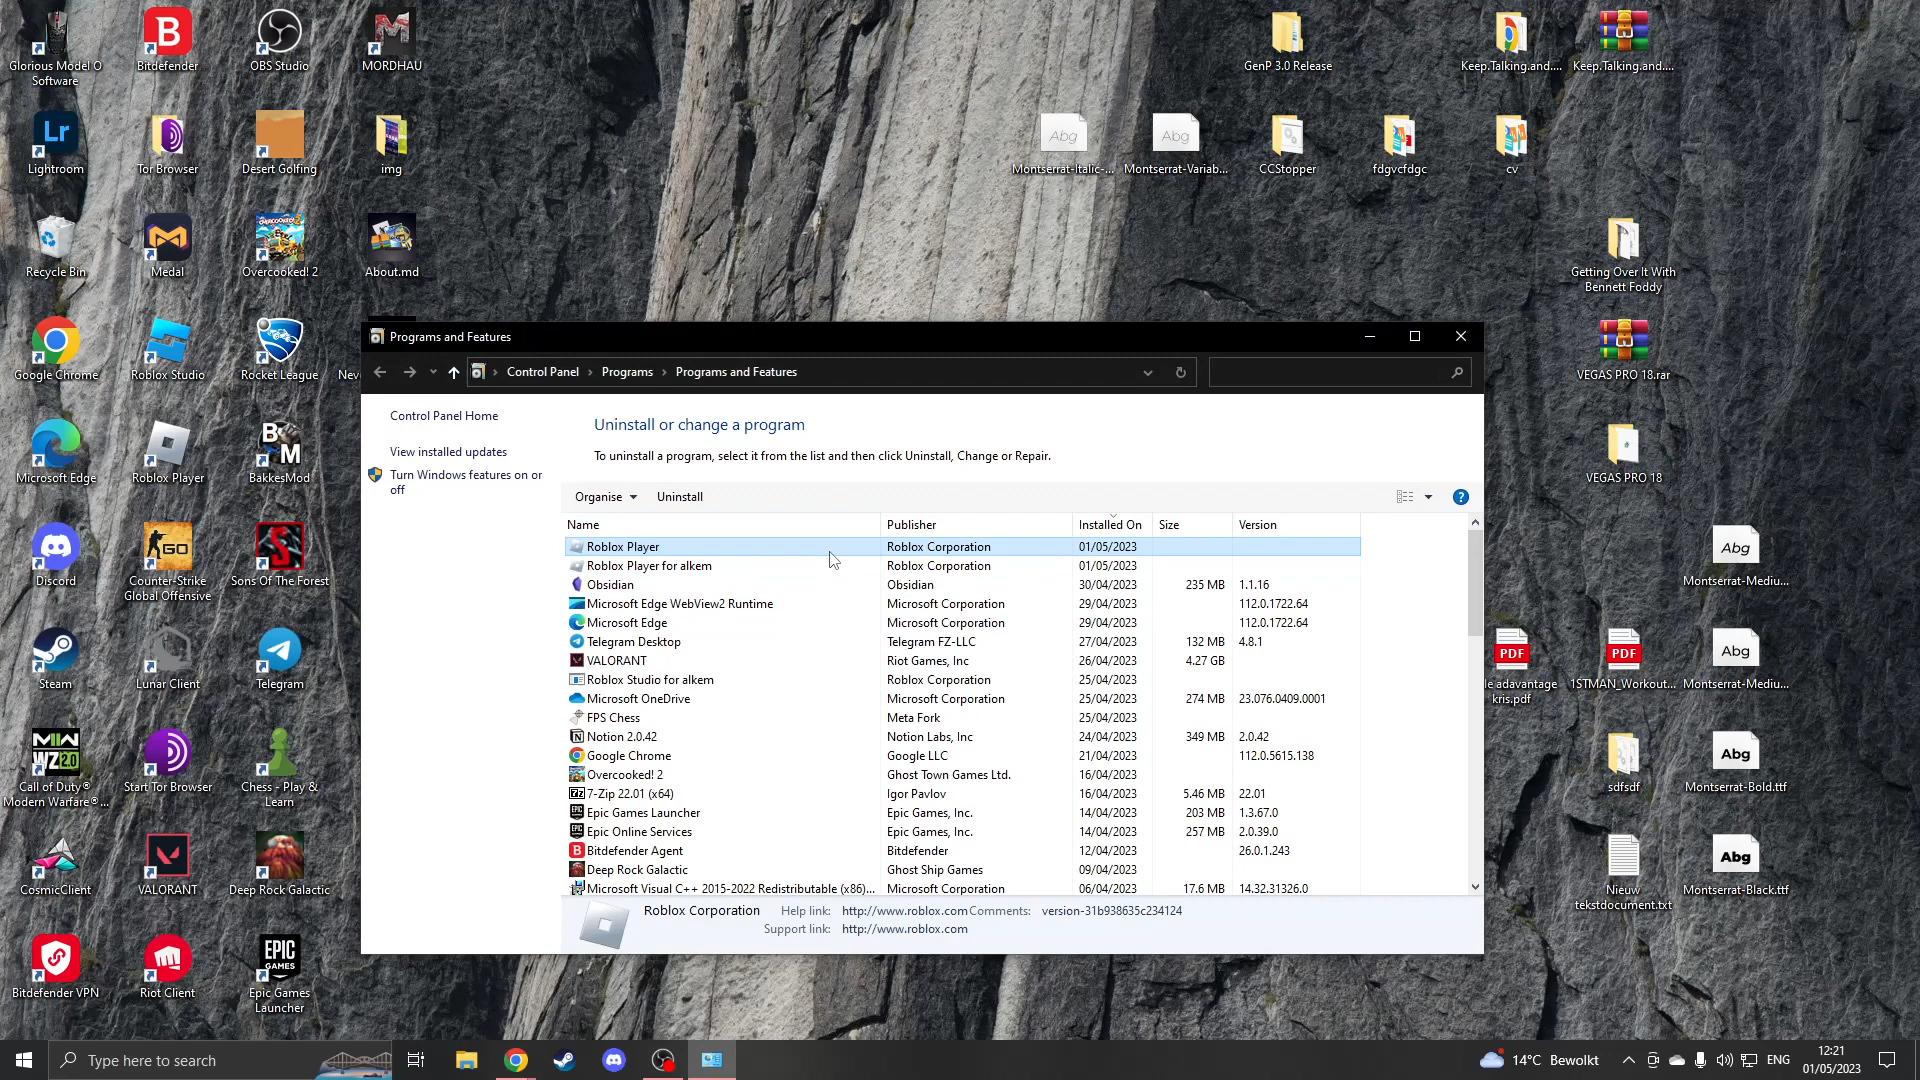 Glorious Model O
Software
Bitdefender
OBS Studio
MORDHAU
GenP 3.0 Release
Keep.Talking.and....
Keep.Talking.and....
Lightroom
Tor Browser
Desert Golfing
img
Montserrat-Italic-...
Montserrat-Variab...
CCStopper
fdgvcfdgc
cv
Recycle Bin
Medal
Overcooked! 2
About.md
Getting Over It With
Bennett Foddy
Google Chrome
Roblox Studio
Rocket League
Nev
VEGAS PRO 18.rar
Microsoft Edge
Roblox Player
BakkesMod
VEGAS PRO 18
Discord
Counter-Strike
Global Offensive
Sons Of The Forest
Montserrat-Mediu...
Steam
Lunar Client
Telegram
le adavantage
kris.pdf
1STMAN_Workout...
Montserrat-Mediu...
Call of Duty®
Modern Warfare®...
Start Tor Browser
Chess - Play &
Learn
sdfsdf
Montserrat-Bold.ttf
CosmicClient
VALORANT
Deep Rock Galactic
Nieuw
tekstdocument.txt
Montserrat-Black.ttf
Bitdefender VPN
Riot Client
Epic Games
Launcher
Programs and Features
Control Panel > Programs > Programs and Features
Control Panel Home
View installed updates
Turn Windows features on or
off
Uninstall or change a program
To uninstall a program, select it from the list and then click Uninstall, Change or Repair.
Organise Uninstall
Name Publisher Installed On Size Version
Roblox Player Roblox Corporation 01/05/2023
Roblox Player for alkem Roblox Corporation 01/05/2023
Obsidian Obsidian 30/04/2023 235 MB 1.1.16
Microsoft Edge WebView2 Runtime Microsoft Corporation 29/04/2023 112.0.1722.64
Microsoft Edge Microsoft Corporation 29/04/2023 112.0.1722.64
Telegram Desktop Telegram FZ-LLC 27/04/2023 132 MB 4.8.1
VALORANT Riot Games, Inc 26/04/2023 4.27 GB
Roblox Studio for alkem Roblox Corporation 25/04/2023
Microsoft OneDrive Microsoft Corporation 25/04/2023 274 MB 23.076.0409.0001
FPS Chess Meta Fork 25/04/2023
Notion 2.0.42 Notion Labs, Inc 24/04/2023 349 MB 2.0.42
Google Chrome Google LLC 21/04/2023 112.0.5615.138
Overcooked! 2 Ghost Town Games Ltd. 16/04/2023
7-Zip 22.01 (x64) Igor Pavlov 16/04/2023 5.46 MB 22.01
Epic Games Launcher Epic Games, Inc. 14/04/2023 203 MB 1.3.67.0
Epic Online Services Epic Games, Inc. 14/04/2023 257 MB 2.0.39.0
Bitdefender Agent Bitdefender 12/04/2023 26.0.1.243
Deep Rock Galactic Ghost Ship Games 09/04/2023
Microsoft Visual C++ 2015-2022 Redistributable (x86)... Microsoft Corporation 06/04/2023 17.6 MB 14.32.31326.0
Roblox Corporation Help link: http://www.roblox.com Comments: version-31b938635c234124
Support link: http://www.roblox.com
Type here to search
14°C Bewolkt
ENG
12:21
01/05/2023